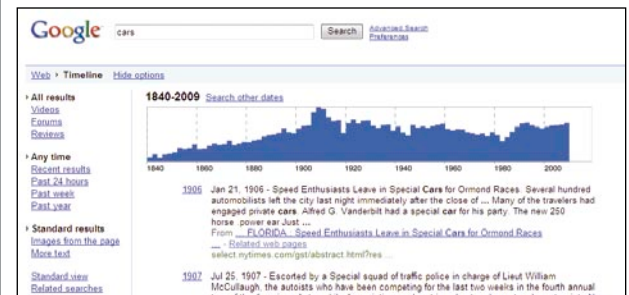 Google cars Search Advanced Search
Preferences
Web › Timeline Hide options
› All results
Videos
Forums
Reviews
› Any time
Recent results
Past 24 hours
Past week
Past year
› Standard results
Images from the page
More text
Standard view
Related searches
1840-2009 Search other dates
1840 1860 1880 1900 1920 1940 1960 1980 2000
1906 Jan 21, 1906 - Speed Enthusiasts Leave in Special Cars for Ormond Races. Several hundred
automobilists left the city last night immediately after the close of ... Many of the travelers had
engaged private cars. Alfred G. Vanderbilt had a special car for his party. The new 250
horse .power ear Just ...
From ... FLORIDA.; Speed Enthusiasts Leave in Special Cars for Ormond Races
... - Related web pages
select.nytimes.com/gst/abstract.html?res ...
1907 Jul 25, 1907 - Escorted by a Special squad of traffic police in charge of Lieut William
McCullaugh, the autoists who have been competing for the last two weeks in the fourth annual